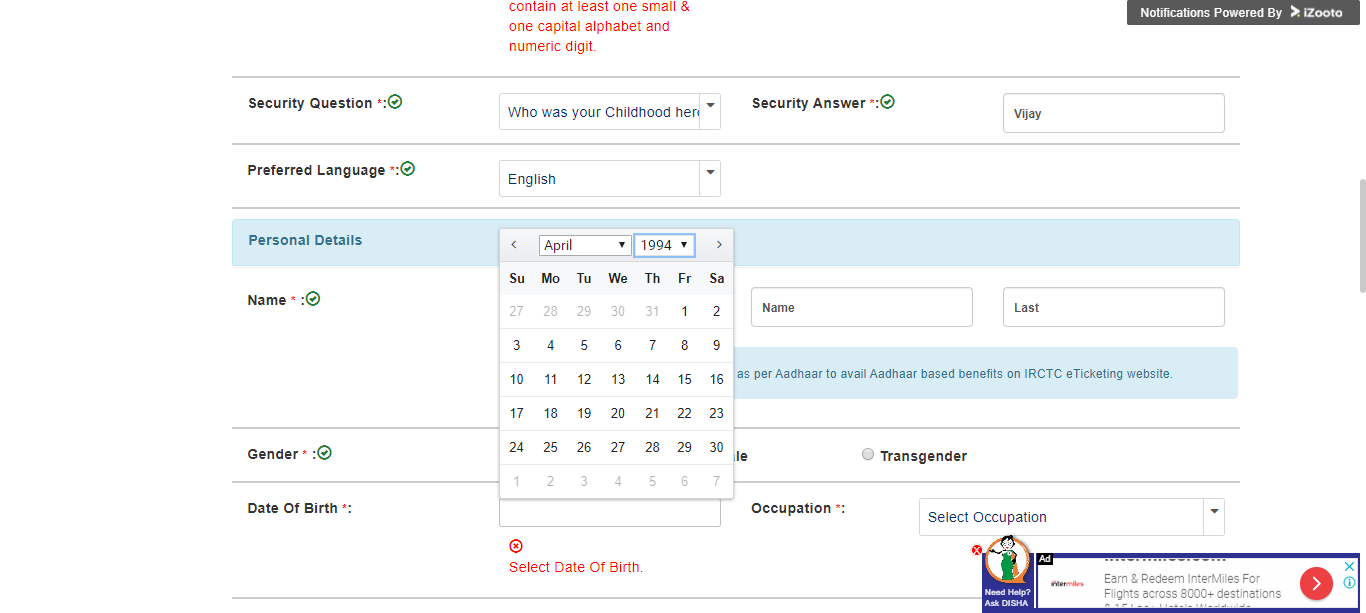 contain at least one small &
one capital alphabet and
numeric digit.
Notifications Powered By iZooto
Security Question *:
Who was your Childhood her
Security Answer *:
Vijay
Preferred Language *:
English
Personal Details
April
1994
Su Mo Tu We Th Fr Sa
27 28 29 30 31 1 2
3 4 5 6 7 8 9
10 11 12 13 14 15 16
17 18 19 20 21 22 23
24 25 26 27 28 29 30
1 2 3 4 5 6 7
Name * :
Name
Last
as per Aadhaar to avail Aadhaar based benefits on IRCTC eTicketing website.
Gender * :
le
Transgender
Date Of Birth *:
Select Date Of Birth.
Occupation *:
Select Occupation
Need Help?
Ask DISHA
Ad
intermiles
Earn & Redeem InterMiles For
Flights across 8000+ destinations